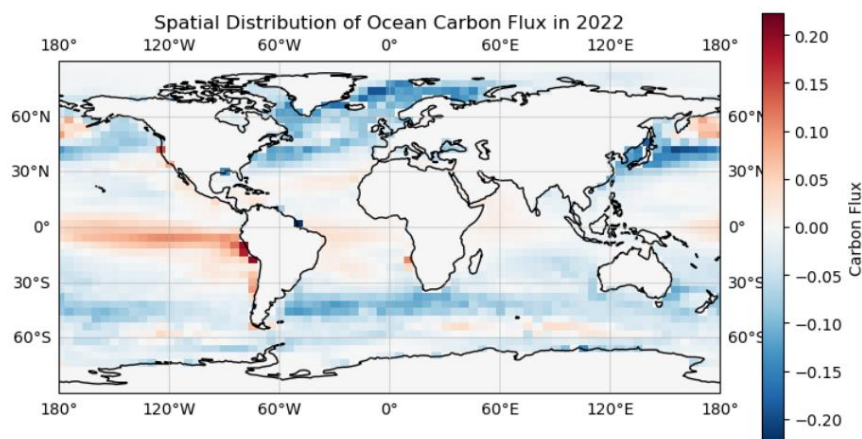 Spatial Distribution of Ocean Carbon Flux in 2022
180° 120°W 60°W 0° 60°E 120°E 180°
60°N 60°N
30°N 30°N
0° 0°
30°S 30°S
60°S 60°S
180° 120°W 60°W 0° 60°E 120°E 180°
0.20
0.15
0.10
0.05
0.00
−0.05
−0.10
−0.15
−0.20
Carbon Flux